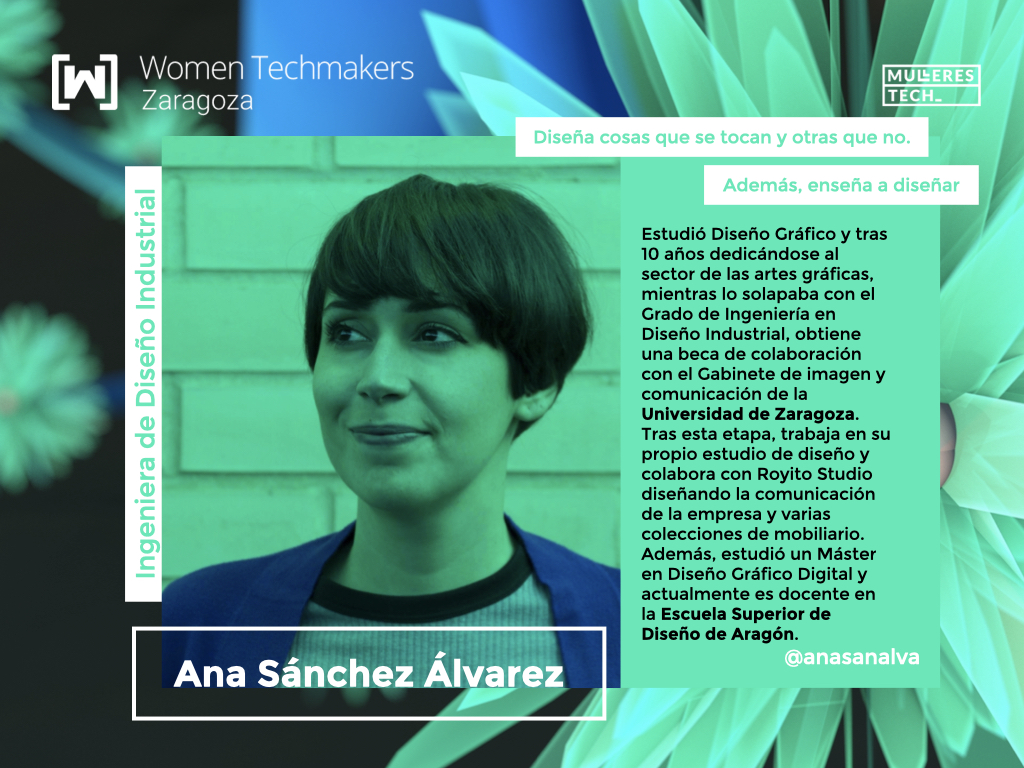 Women Techmakers
Zaragoza
MULLERES
TECH_
Diseña cosas que se tocan y otras que no.
Además, enseña a diseñar
Ingeniera de Diseño Industrial
Estudió Diseño Gráfico y tras
10 años dedicándose al
sector de las artes gráficas,
mientras lo solapaba con el
Grado de Ingeniería en
Diseño Industrial, obtiene
una beca de colaboración
con el Gabinete de imagen y
comunicación de la
Universidad de Zaragoza.
Tras esta etapa, trabaja en su
propio estudio de diseño y
colabora con Royito Studio
diseñando la comunicación
de la empresa y varias
colecciones de mobiliario.
Además, estudió un Máster
en Diseño Gráfico Digital y
actualmente es docente en
la Escuela Superior de
Diseño de Aragón.
@anasanalva
Ana Sánchez Álvarez